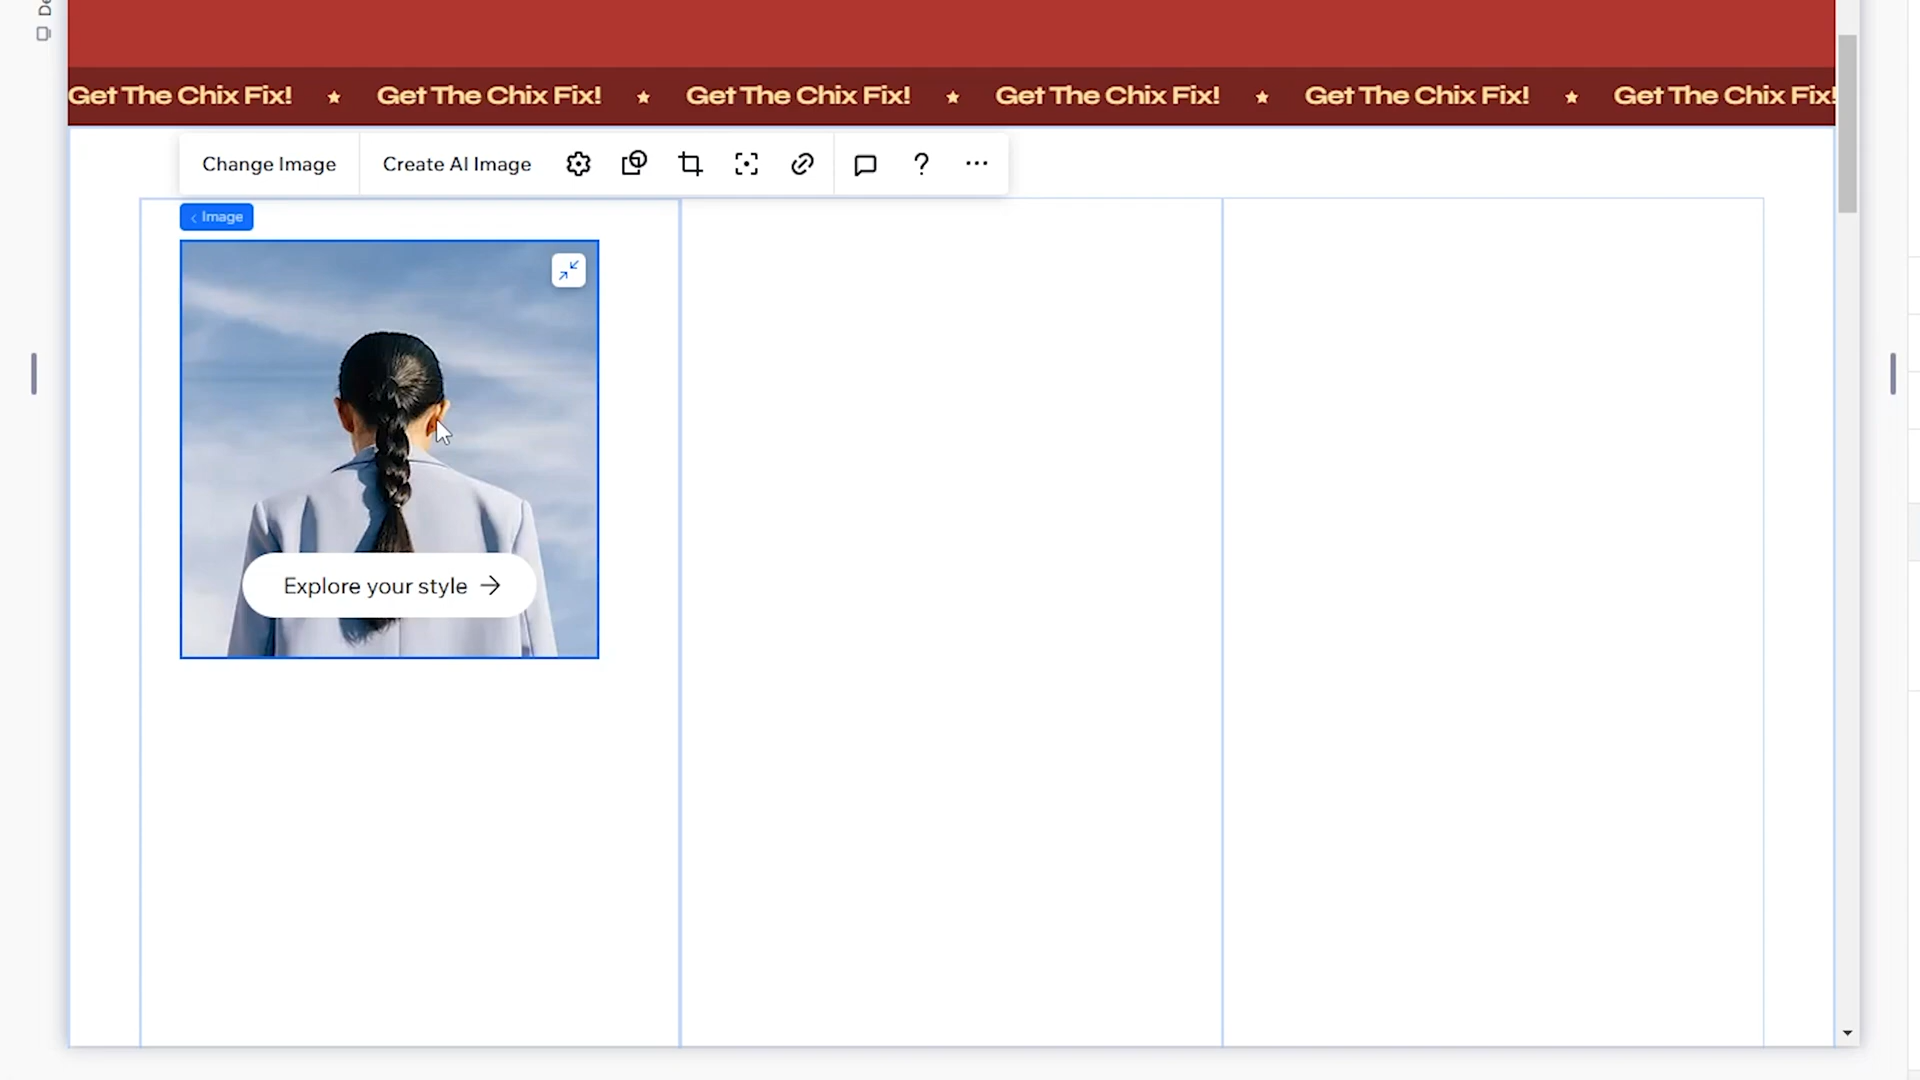 De
Get The Chix Fix! ★ Get The Chix Fix! ★ Get The Chix Fix! ★ Get The Chix Fix! ★ Get The Chix Fix! ★ Get The Chix Fix!
Change Image Create AI Image
Image
Explore your style →